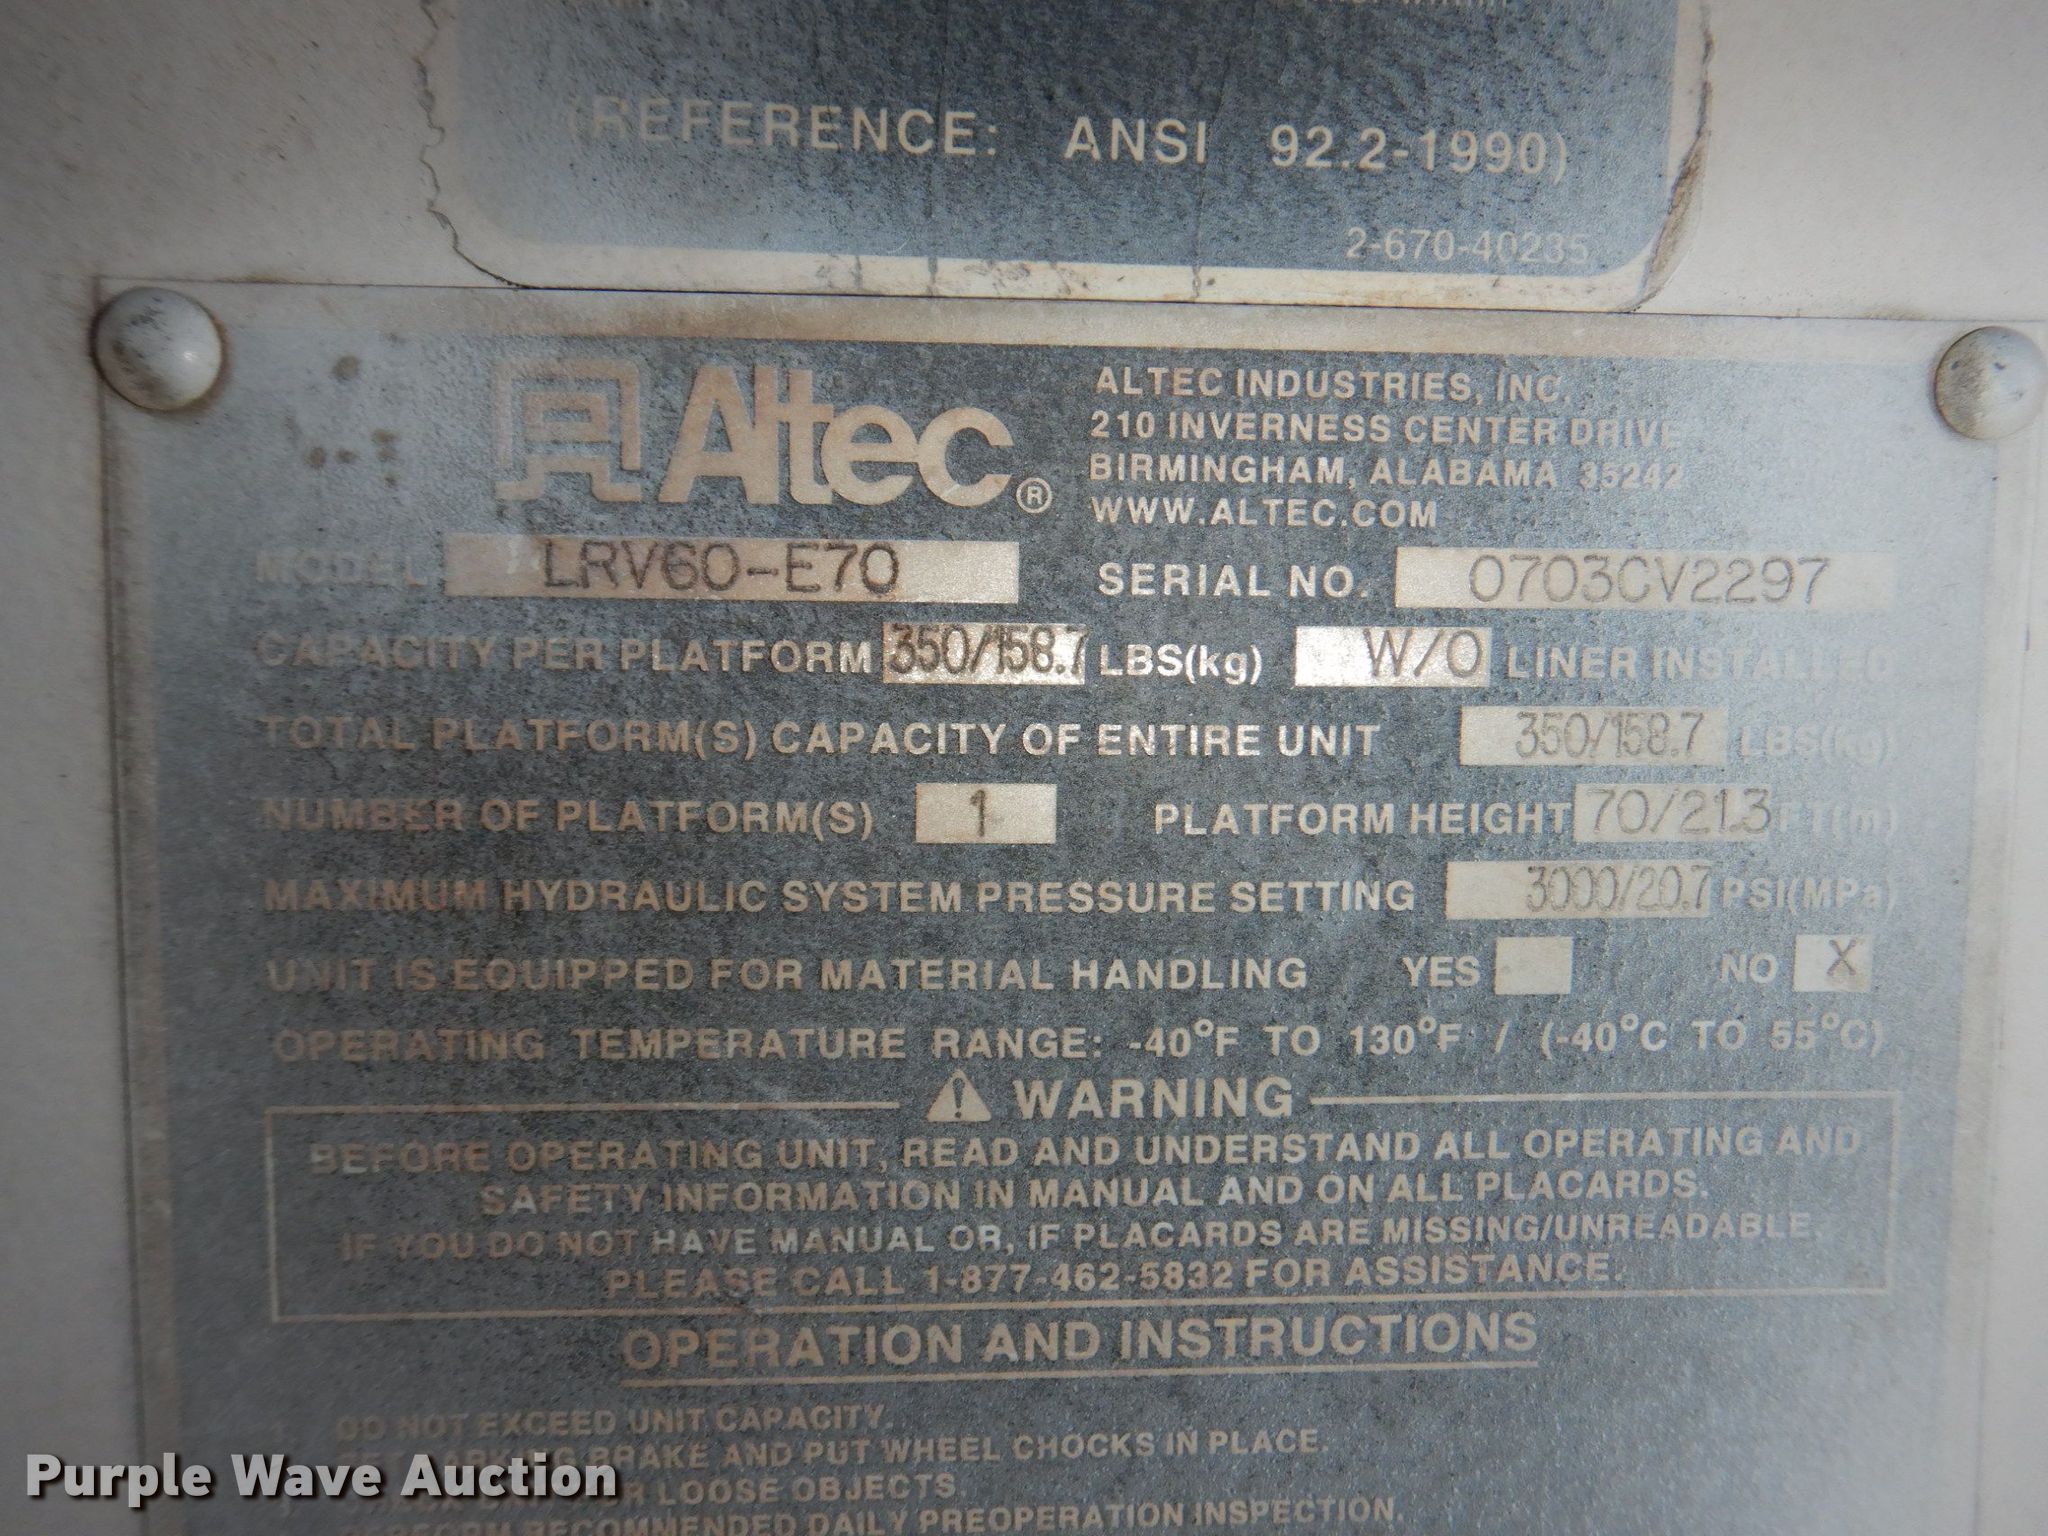 (REFERENCE: ANSI 92.2-1990)
2-670-40235
Altec®
ALTEC INDUSTRIES, INC.
210 INVERNESS CENTER DRIVE
BIRMINGHAM, ALABAMA 35242
WWW.ALTEC.COM
MODEL LRV60-E70 SERIAL NO. 0703CV2297
CAPACITY PER PLATFORM 350/158.7 LBS(kg) W/O LINER INSTALLED
TOTAL PLATFORM(S) CAPACITY OF ENTIRE UNIT 350/158.7 LBS(kg)
NUMBER OF PLATFORM(S) 1 PLATFORM HEIGHT 70/21.3 FT(m)
MAXIMUM HYDRAULIC SYSTEM PRESSURE SETTING 3000/20.7 PSI(MPa)
UNIT IS EQUIPPED FOR MATERIAL HANDLING YES NO X
OPERATING TEMPERATURE RANGE: -40°F TO 130°F / (-40°C TO 55°C)
WARNING
BEFORE OPERATING UNIT, READ AND UNDERSTAND ALL OPERATING AND
SAFETY INFORMATION IN MANUAL AND ON ALL PLACARDS.
IF YOU DO NOT HAVE MANUAL OR, IF PLACARDS ARE MISSING/UNREADABLE,
PLEASE CALL 1-877-462-5832 FOR ASSISTANCE.
OPERATION AND INSTRUCTIONS
DO NOT EXCEED UNIT CAPACITY.
BRAKE AND PUT WHEEL CHOCKS IN PLACE.
OR LOOSE OBJECTS.
PERFORM RECOMMENDED DAILY PREOPERATION INSPECTION.
Purple Wave Auction